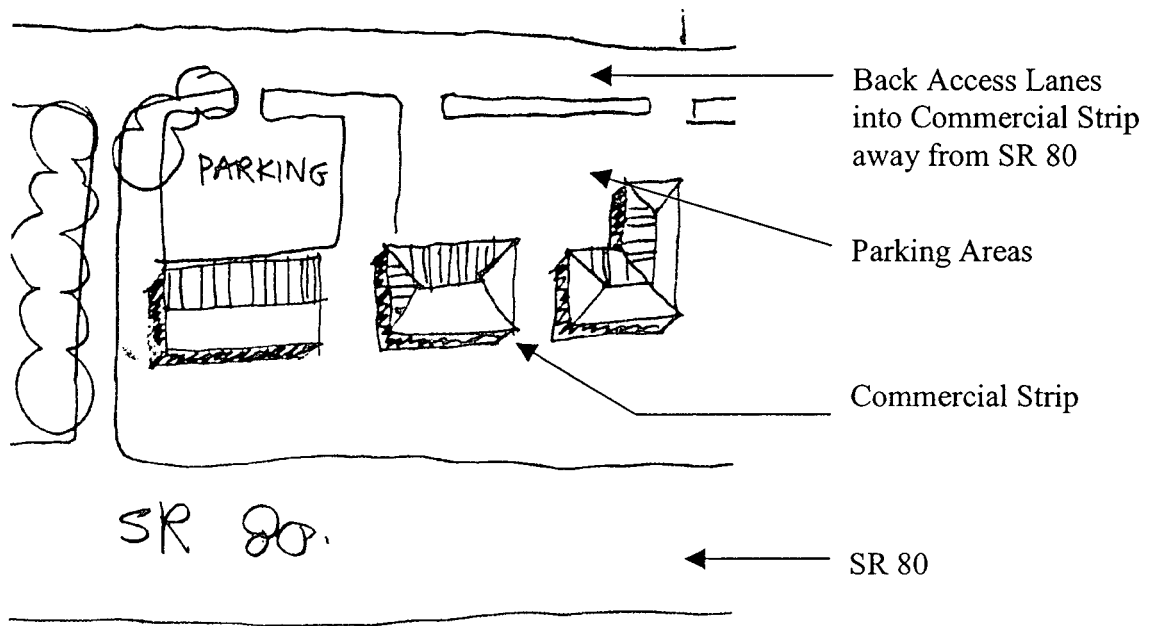 Back Access Lanes
into Commercial Strip
away from SR 80
PARKING
Parking Areas
Commercial Strip
SR 80.
SR 80